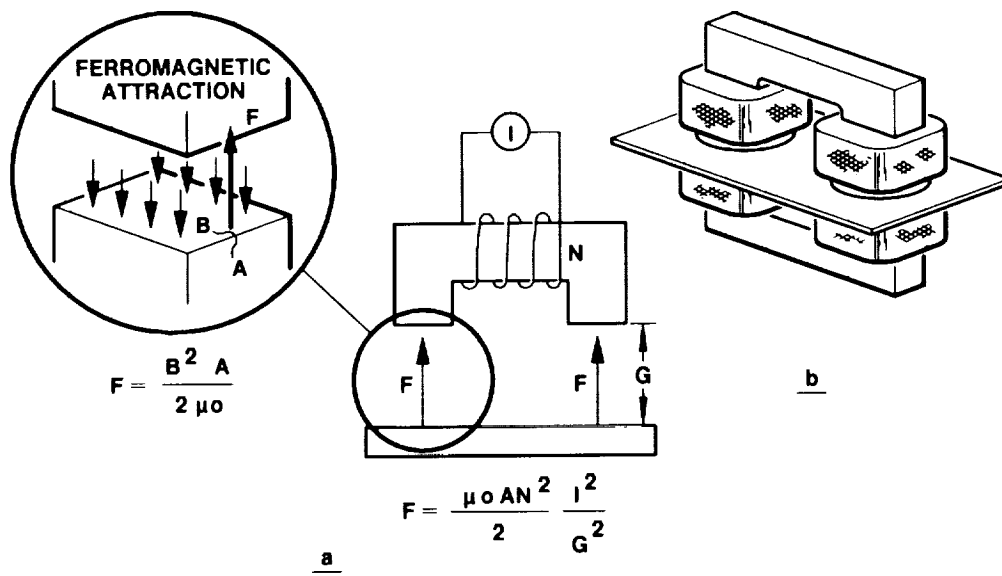 FERROMAGNETIC
ATTRACTION
F
B
A
F = B² A / 2 μo
I
N
F
F
G
F = μo AN² / 2 I² / G²
a
b